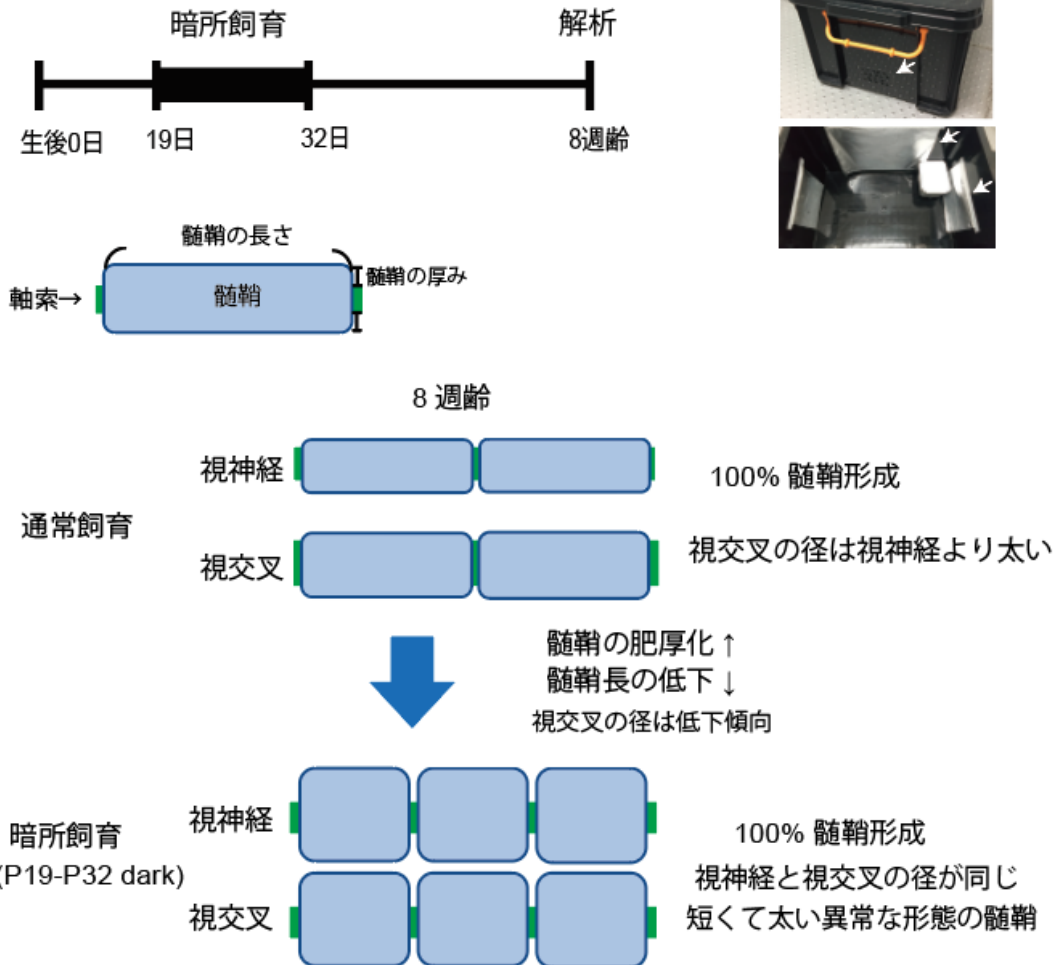 暗所飼育
解析
生後0日
19日
32日
8週齢
髄鞘の長さ
髄鞘の厚み
軸索→
髄鞘
8 週齢
通常飼育
視神経
100% 髄鞘形成
視交叉
視交叉の径は視神経より太い
髄鞘の肥厚化 ↑
髄鞘長の低下 ↓
視交叉の径は低下傾向
暗所飼育
(P19-P32 dark)
視神経
100% 髄鞘形成
視神経と視交叉の径が同じ
視交叉
短くて太い異常な形態の髄鞘